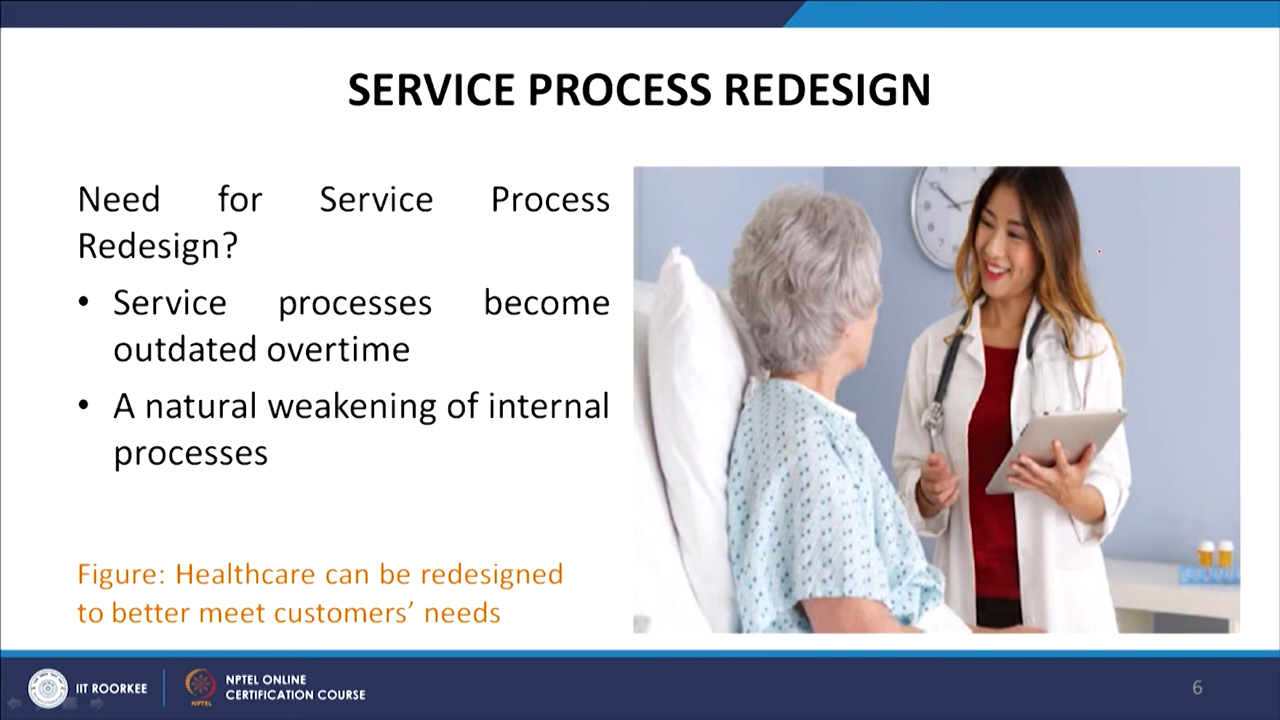 SERVICE PROCESS REDESIGN
Need for Service Process
Redesign?
• Service processes become
outdated overtime
• A natural weakening of internal
processes
Figure: Healthcare can be redesigned
to better meet customers’ needs
IIT ROORKEE
NPTEL
NPTEL ONLINE
CERTIFICATION COURSE
6